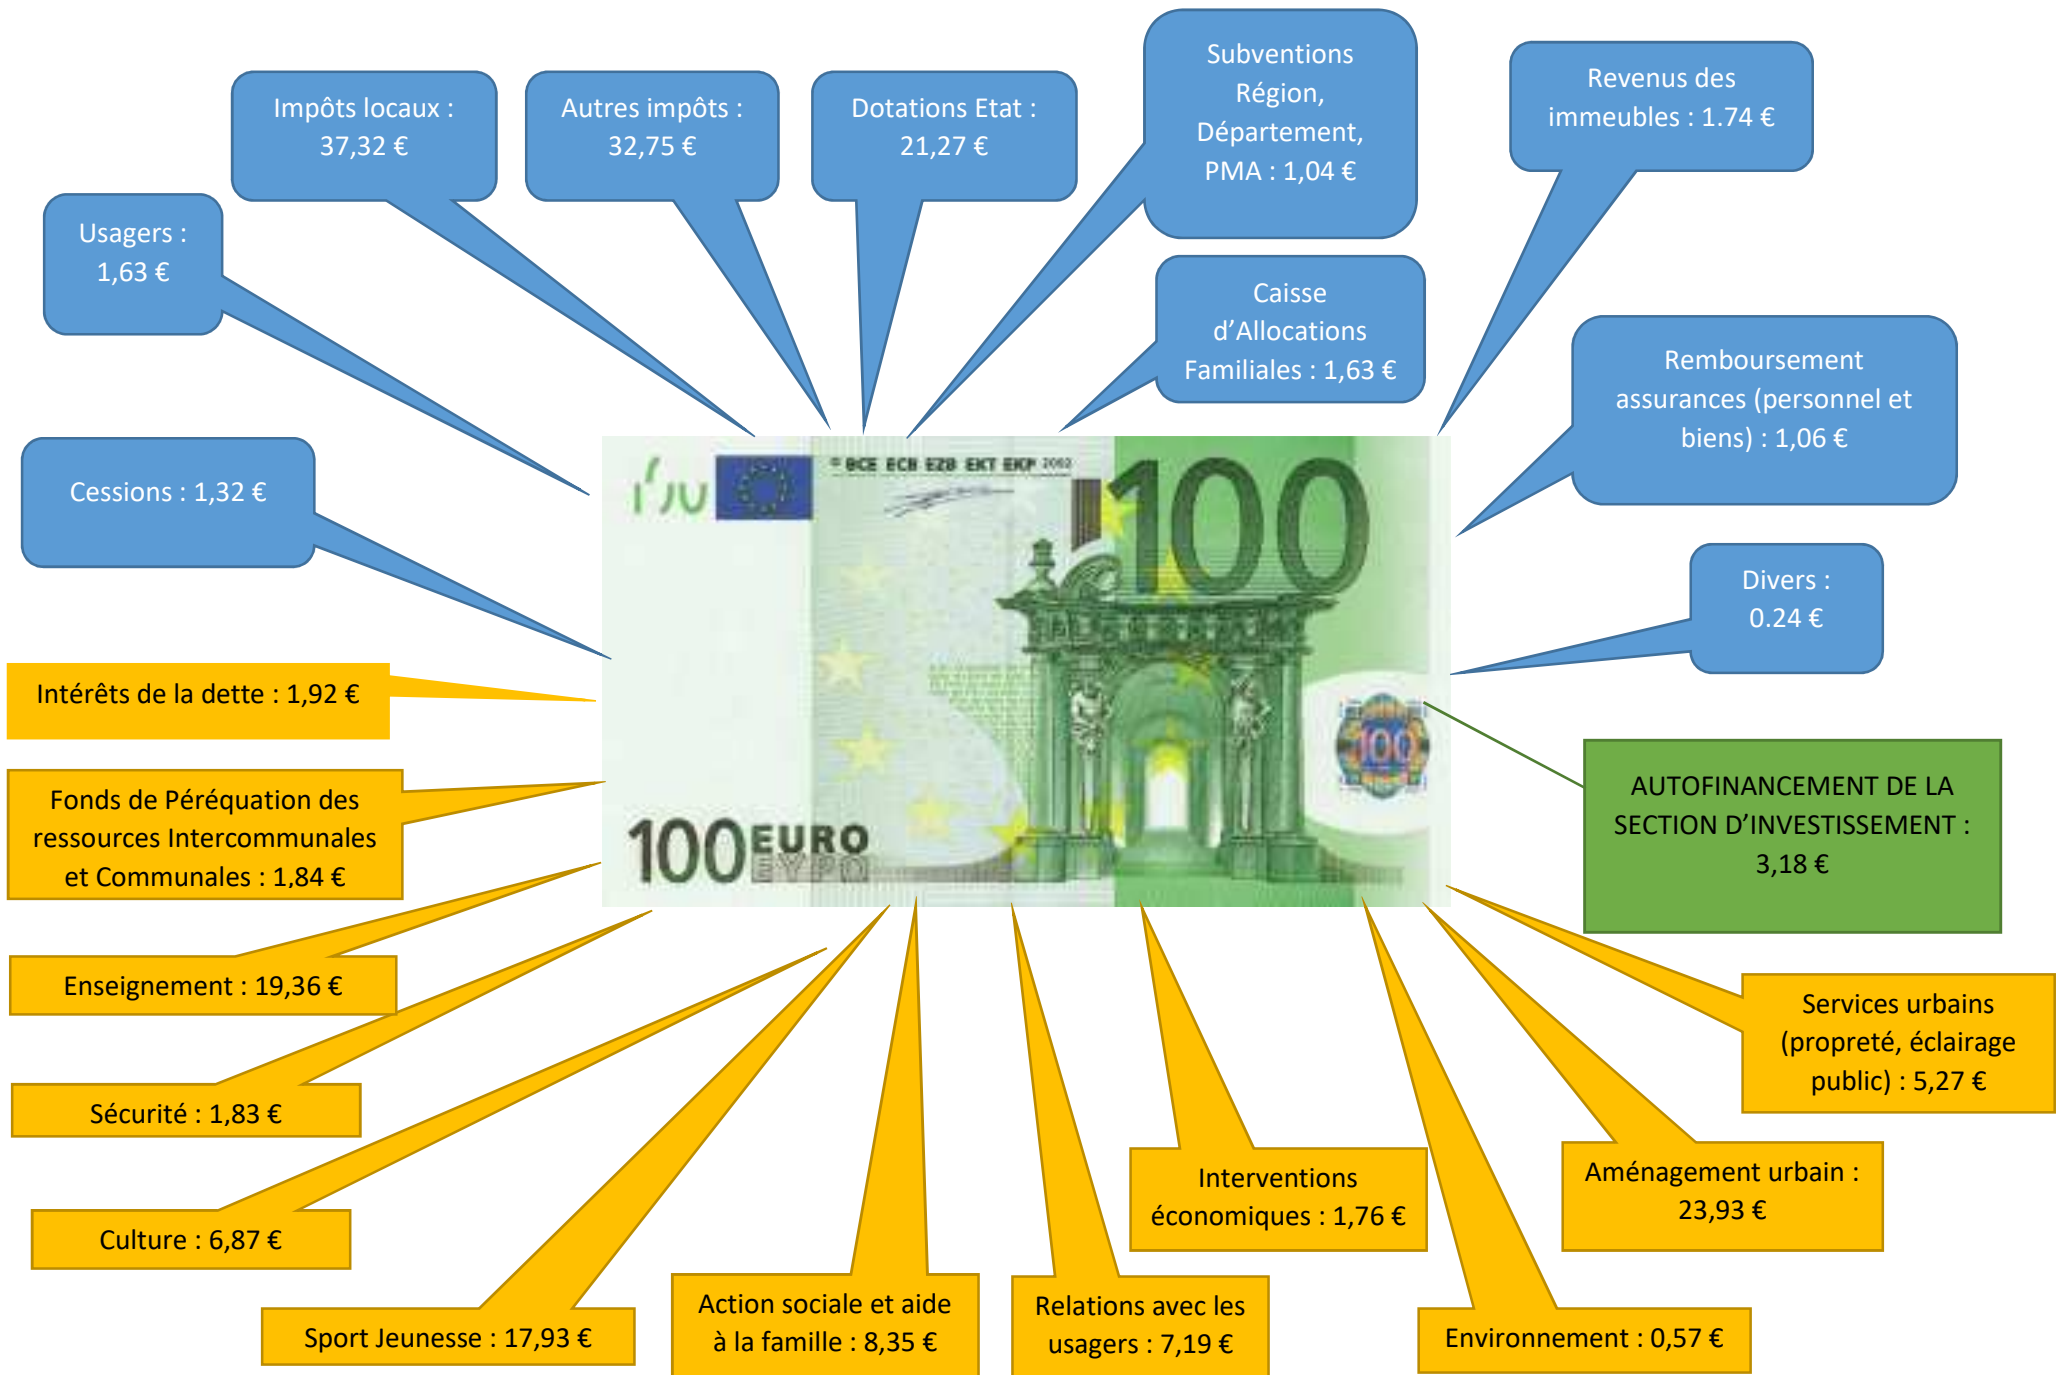 Impôts locaux :
37,32 €
Autres impôts :
32,75 €
Dotations Etat :
21,27 €
Subventions
Région,
Département,
PMA : 1,04 €
Revenus des
immeubles : 1.74 €
Usagers :
1,63 €
Caisse
d’Allocations
Familiales : 1,63 €
Remboursement
assurances (personnel et
biens) : 1,06 €
Cessions : 1,32 €
Divers :
0.24 €
© BCE ECB EZB EKT EKP 2002
100
100
100 EURO
ΕΥΡΩ
Intérêts de la dette : 1,92 €
AUTOFINANCEMENT DE LA
SECTION D’INVESTISSEMENT :
3,18 €
Fonds de Péréquation des
ressources Intercommunales
et Communales : 1,84 €
Enseignement : 19,36 €
Services urbains
(propreté, éclairage
public) : 5,27 €
Sécurité : 1,83 €
Interventions
économiques : 1,76 €
Aménagement urbain :
23,93 €
Culture : 6,87 €
Sport Jeunesse : 17,93 €
Action sociale et aide
à la famille : 8,35 €
Relations avec les
usagers : 7,19 €
Environnement : 0,57 €